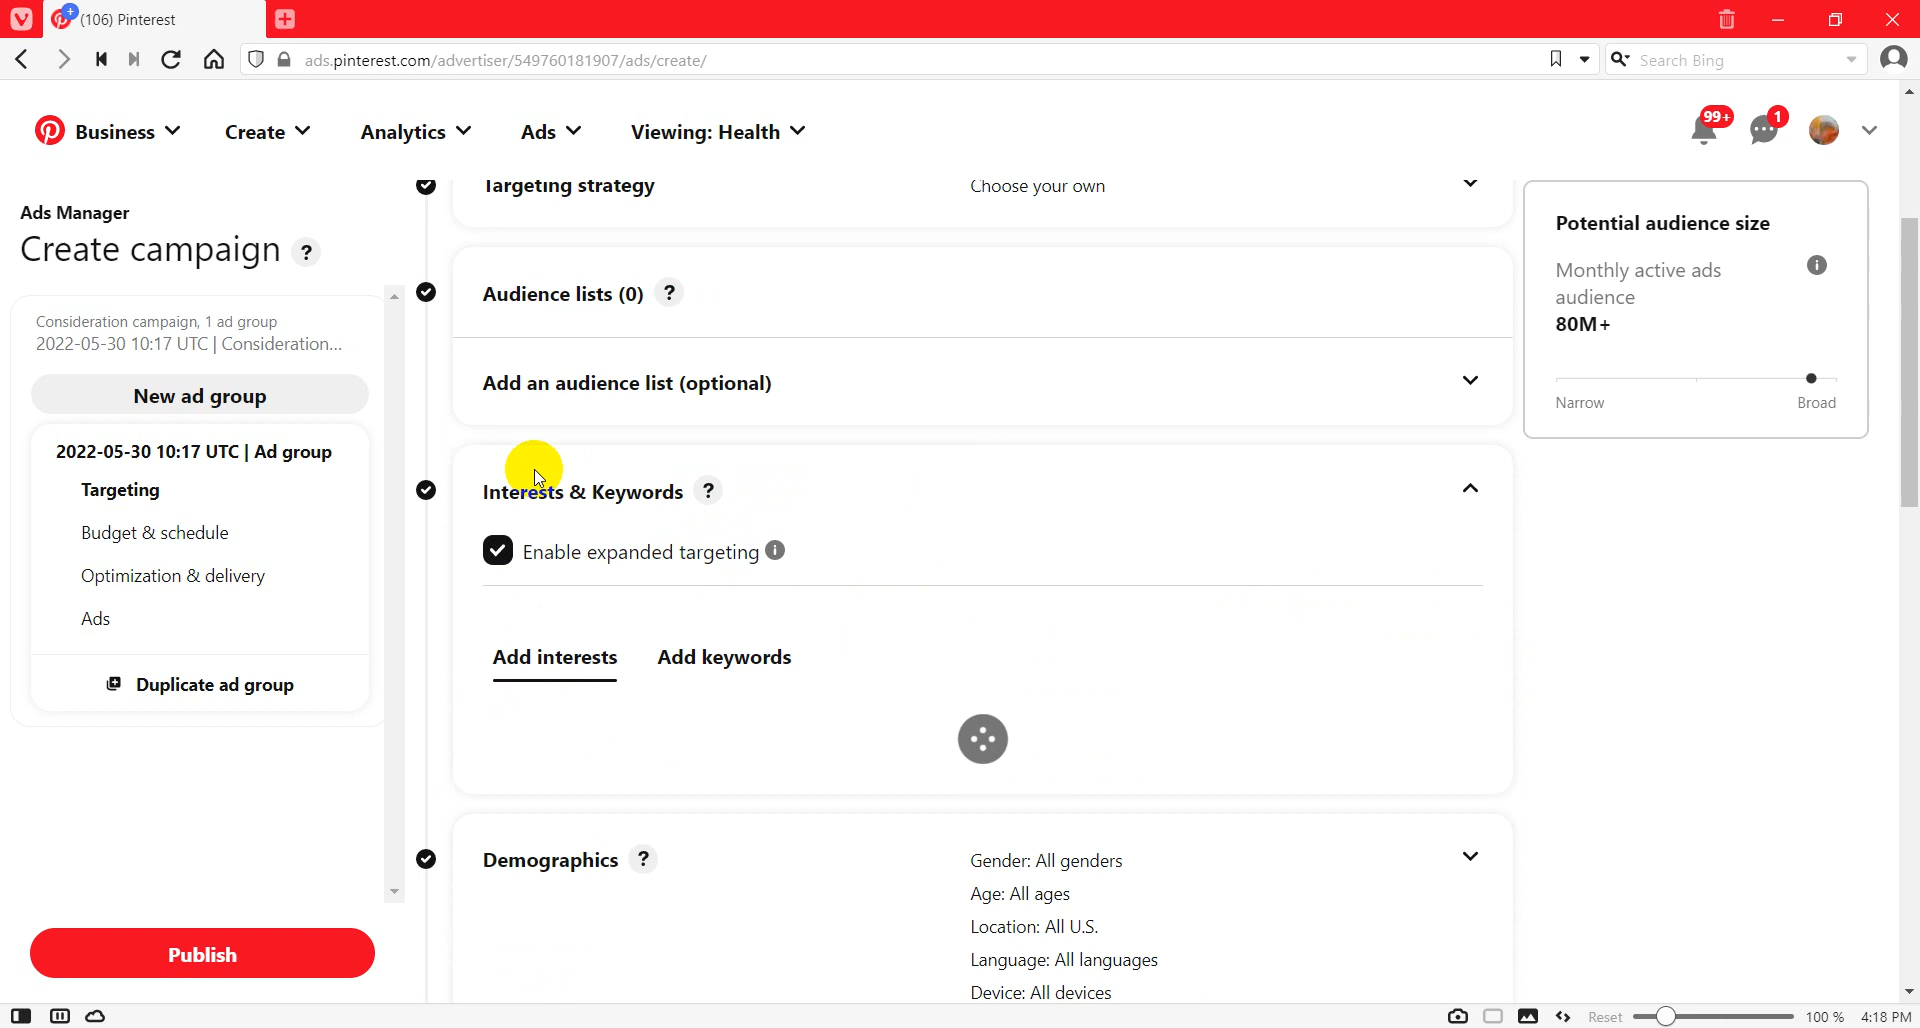 (106) Pinterest
ads.pinterest.com/advertiser/549760181907/ads/create/
Search Bing
Business
Create
Analytics
Ads
Viewing: Health
99+
1
Ads Manager
Create campaign ?
Consideration campaign, 1 ad group
2022-05-30 10:17 UTC | Consideration...
New ad group
2022-05-30 10:17 UTC | Ad group
Targeting
Budget & schedule
Optimization & delivery
Ads
Duplicate ad group
Publish
Targeting strategy
Choose your own
Audience lists (0) ?
Add an audience list (optional)
Interests & Keywords ?
Enable expanded targeting
Add interests
Add keywords
Demographics ?
Gender: All genders
Age: All ages
Location: All U.S.
Language: All languages
Device: All devices
Potential audience size
Monthly active ads
audience
80M+
Narrow
Broad
Reset
100 %
4:18 PM